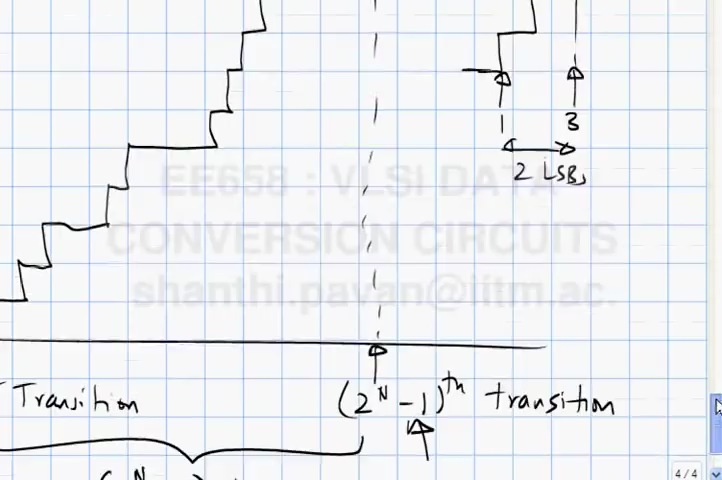 1 3
2 LSBs
EE658 : VLSI DATA
CONVERSION CIRCUITS
shanthi.pavan@iitm.ac.
Transition (2^N - 1)^th transition
N
4/4